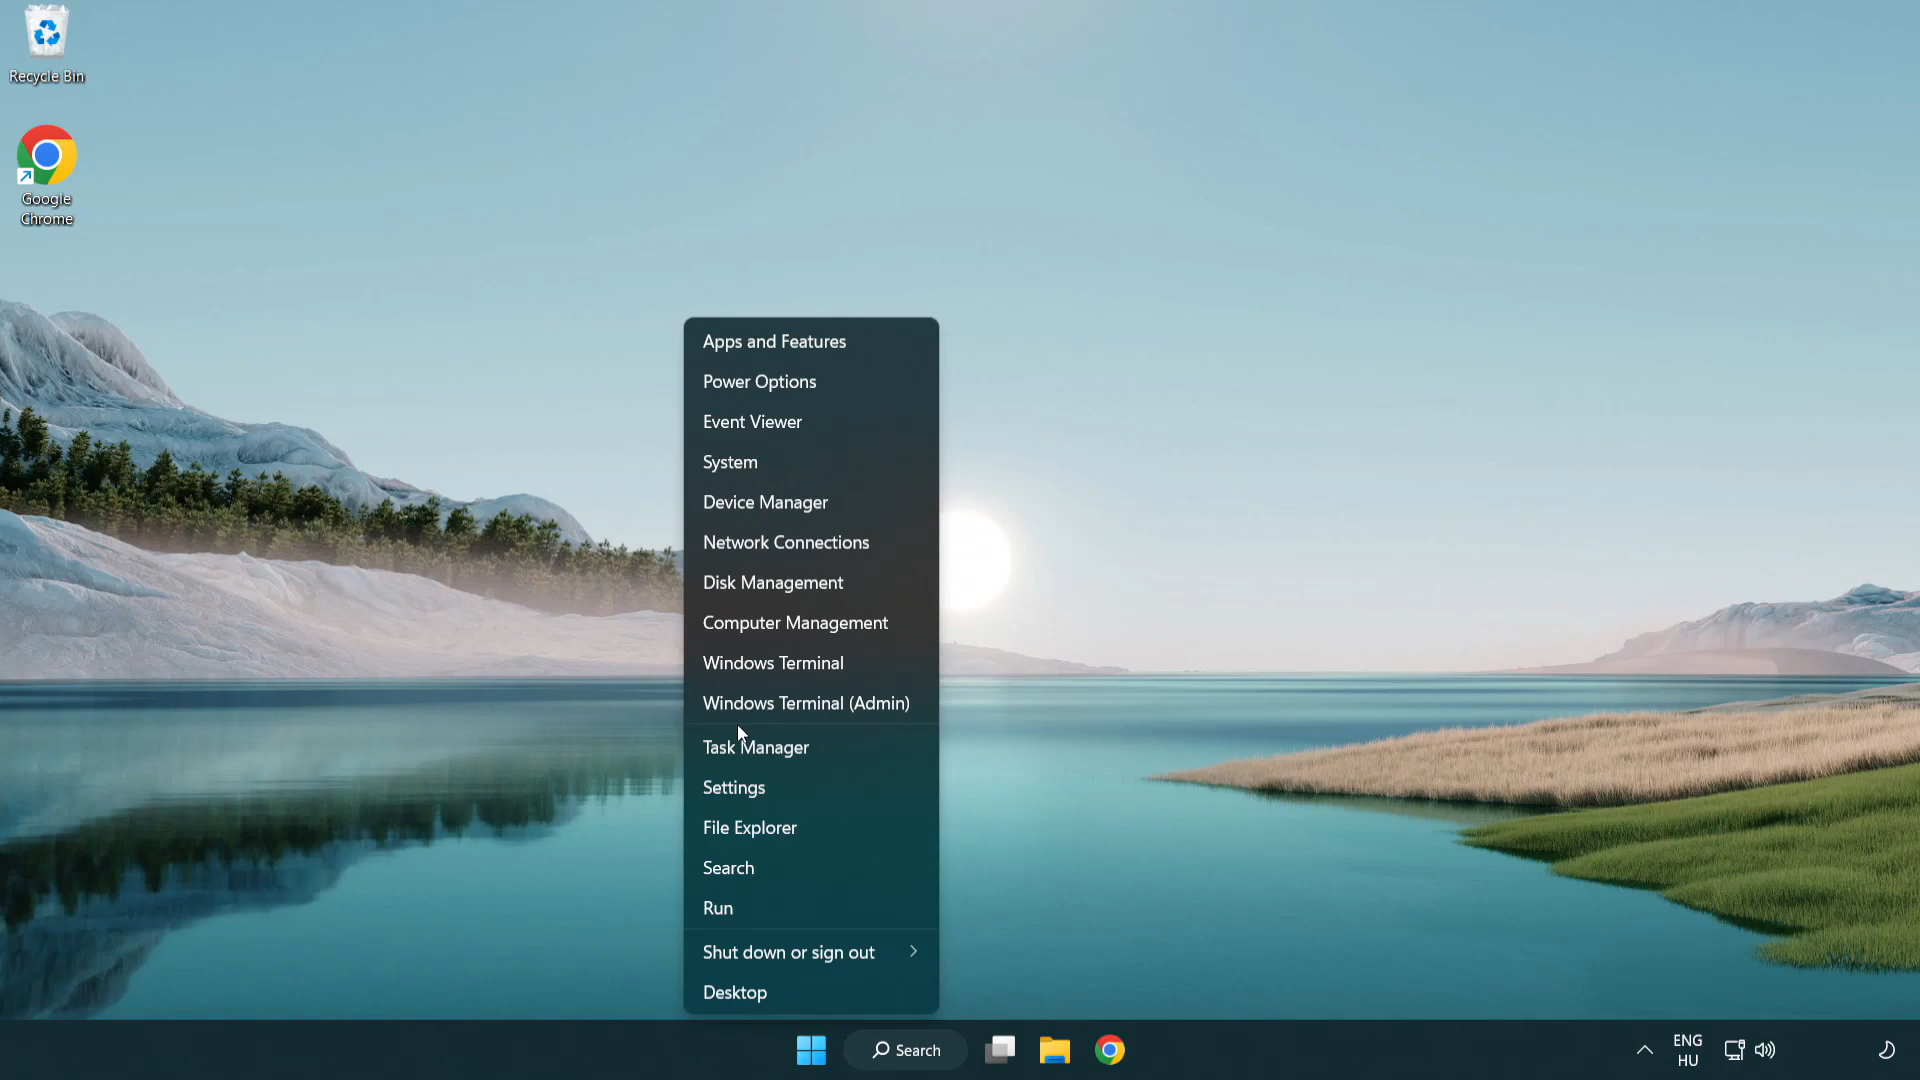 Recycle Bin
Google
Chrome
Apps and Features
Power Options
Event Viewer
System
Device Manager
Network Connections
Disk Management
Computer Management
Windows Terminal
Windows Terminal (Admin)
Task Manager
Settings
File Explorer
Search
Run
Shut down or sign out
Desktop
Search
ENG
HU